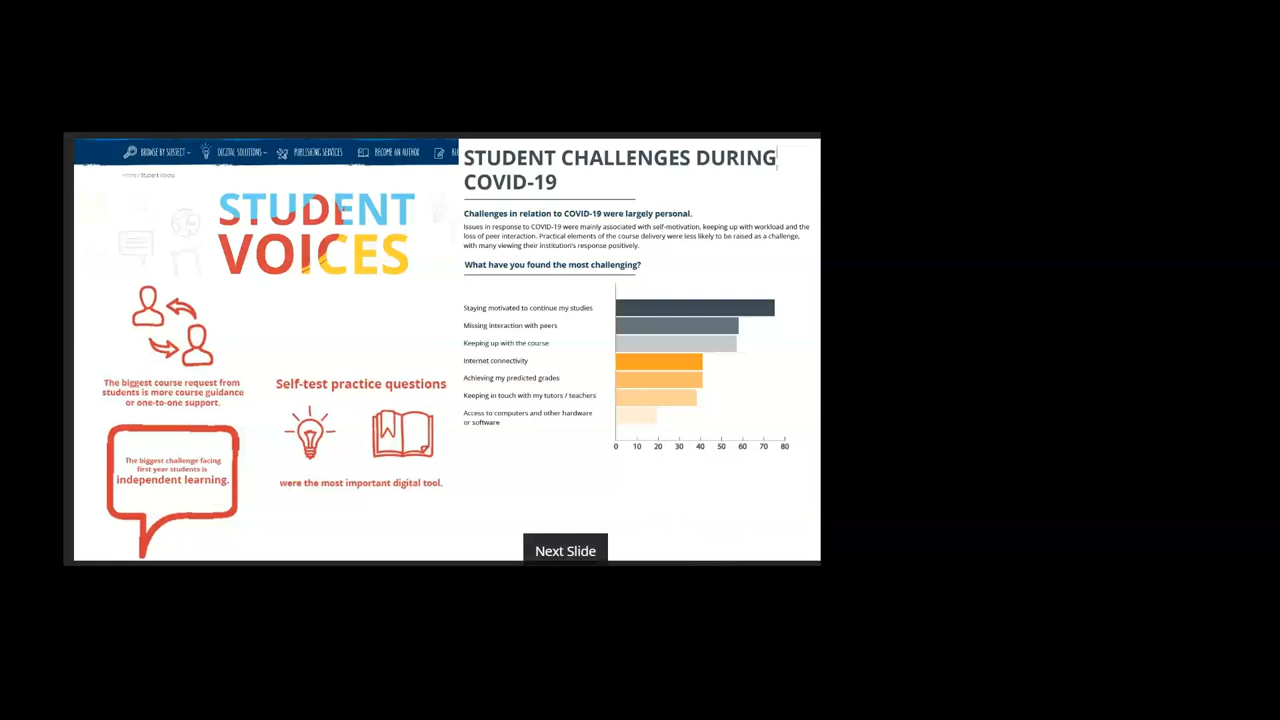 BROWSE BY SUBJECT
DIGITAL SOLUTIONS
PUBLISHING SERVICES
BECOME AN AUTHOR
Home / Student Voices
STUDENT
VOICES
The biggest course request from
students is more course guidance
or one-to-one support.
The biggest challenge facing
first year students is
independent learning.
Self-test practice questions
were the most important digital tool.
STUDENT CHALLENGES DURING
COVID-19
Challenges in relation to COVID-19 were largely personal.
Issues in response to COVID-19 were mainly associated with self-motivation, keeping up with workload and the
loss of peer interaction. Practical elements of the course delivery were less likely to be raised as a challenge,
with many viewing their institution's response positively.
What have you found the most challenging?
Staying motivated to continue my studies
Missing interaction with peers
Keeping up with the course
Internet connectivity
Achieving my predicted grades
Keeping in touch with my tutors / teachers
Access to computers and other hardware
or software
0 10 20 30 40 50 60 70 80
Next Slide